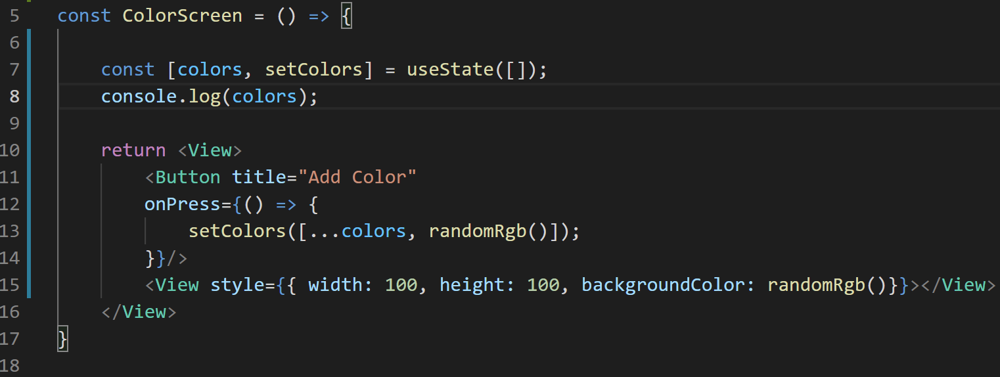 5 const ColorScreen = () => {
6
7 const [colors, setColors] = useState([]);
8 console.log(colors);
9
10 return <View>
11 <Button title="Add Color"
12 onPress={() => {
13 setColors([...colors, randomRgb()]);
14 }}/>
15 <View style={{ width: 100, height: 100, backgroundColor: randomRgb()}}></View>
16 </View>
17 }
18